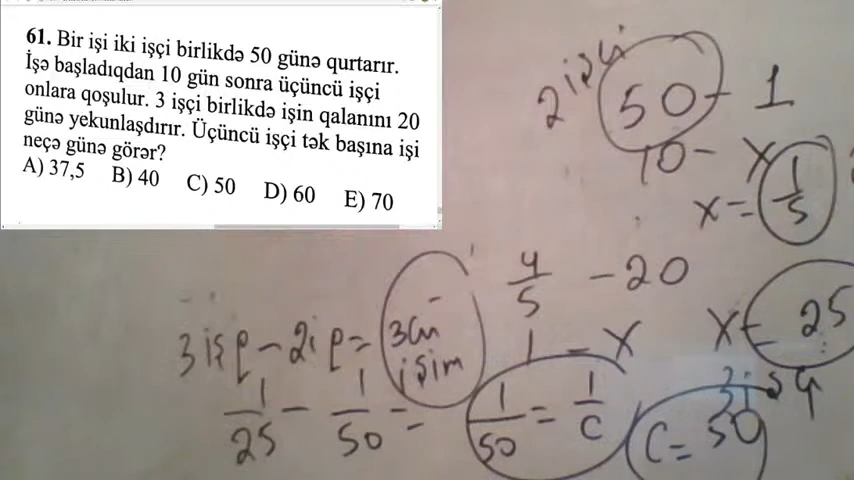 61. Bir işi iki işçi birlikdə 50 günə qurtarır.
İşə başladıqdan 10 gün sonra üçüncü işçi
onlara qoşulur. 3 işçi birlikdə işin qalanını 20
günə yekunlaşdırır. Üçüncü işçi tək başına işi
neçə günə görər?
A) 37,5 B) 40 C) 50 D) 60 E) 70
2 işçi 50 - 1
10 - x
x = 1/5
4/5 - 20
1 - x x = 25
3 işçi
3 işç - 2 iş = 3cü işim
1/25 - 1/50 = 1/50 = 1/C C = 50